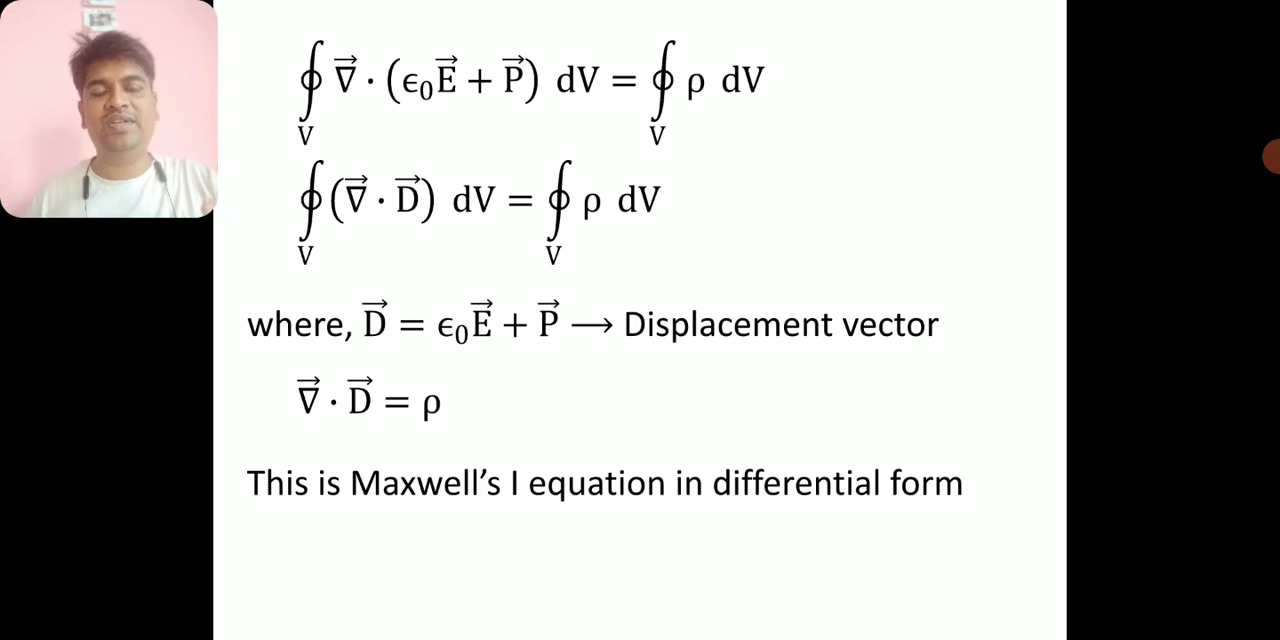 ∮_V ∇⃗ · (ϵ₀E⃗ + P⃗) dV = ∮_V ρ dV
∮_V (∇⃗ · D⃗) dV = ∮_V ρ dV
where, D⃗ = ϵ₀E⃗ + P⃗ ⟶ Displacement vector
∇⃗ · D⃗ = ρ
This is Maxwell’s I equation in differential form